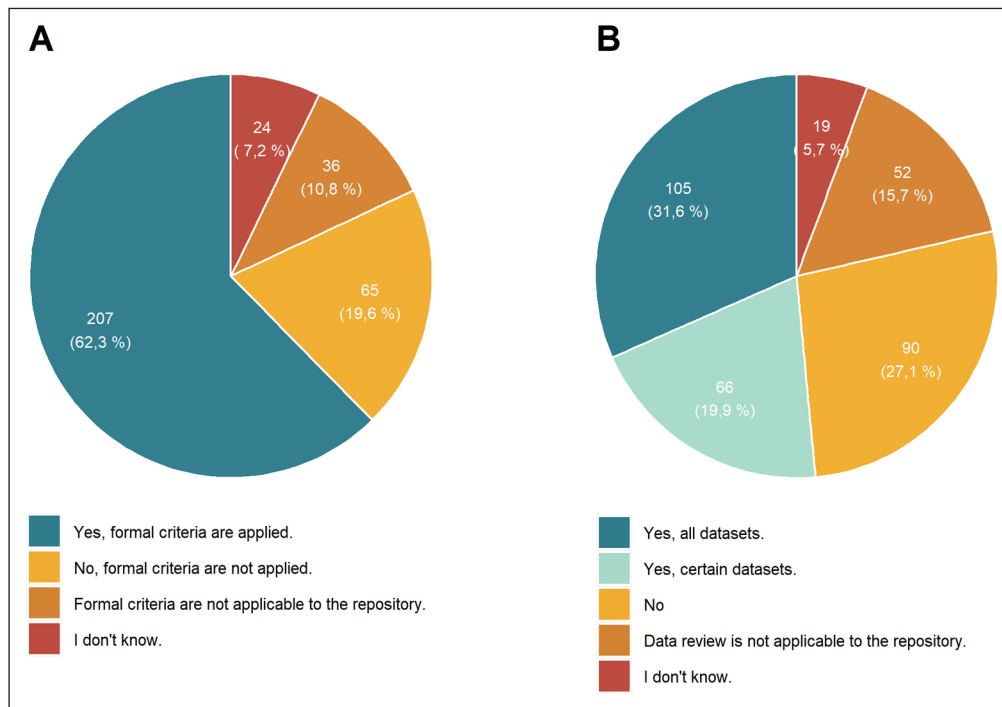 A
24
( 7,2 %)
36
(10,8 %)
65
(19,6 %)
207
(62,3 %)
Yes, formal criteria are applied.
No, formal criteria are not applied.
Formal criteria are not applicable to the repository.
I don't know.
B
19
( 5,7 %)
52
(15,7 %)
105
(31,6 %)
90
(27,1 %)
66
(19,9 %)
Yes, all datasets.
Yes, certain datasets.
No
Data review is not applicable to the repository.
I don't know.